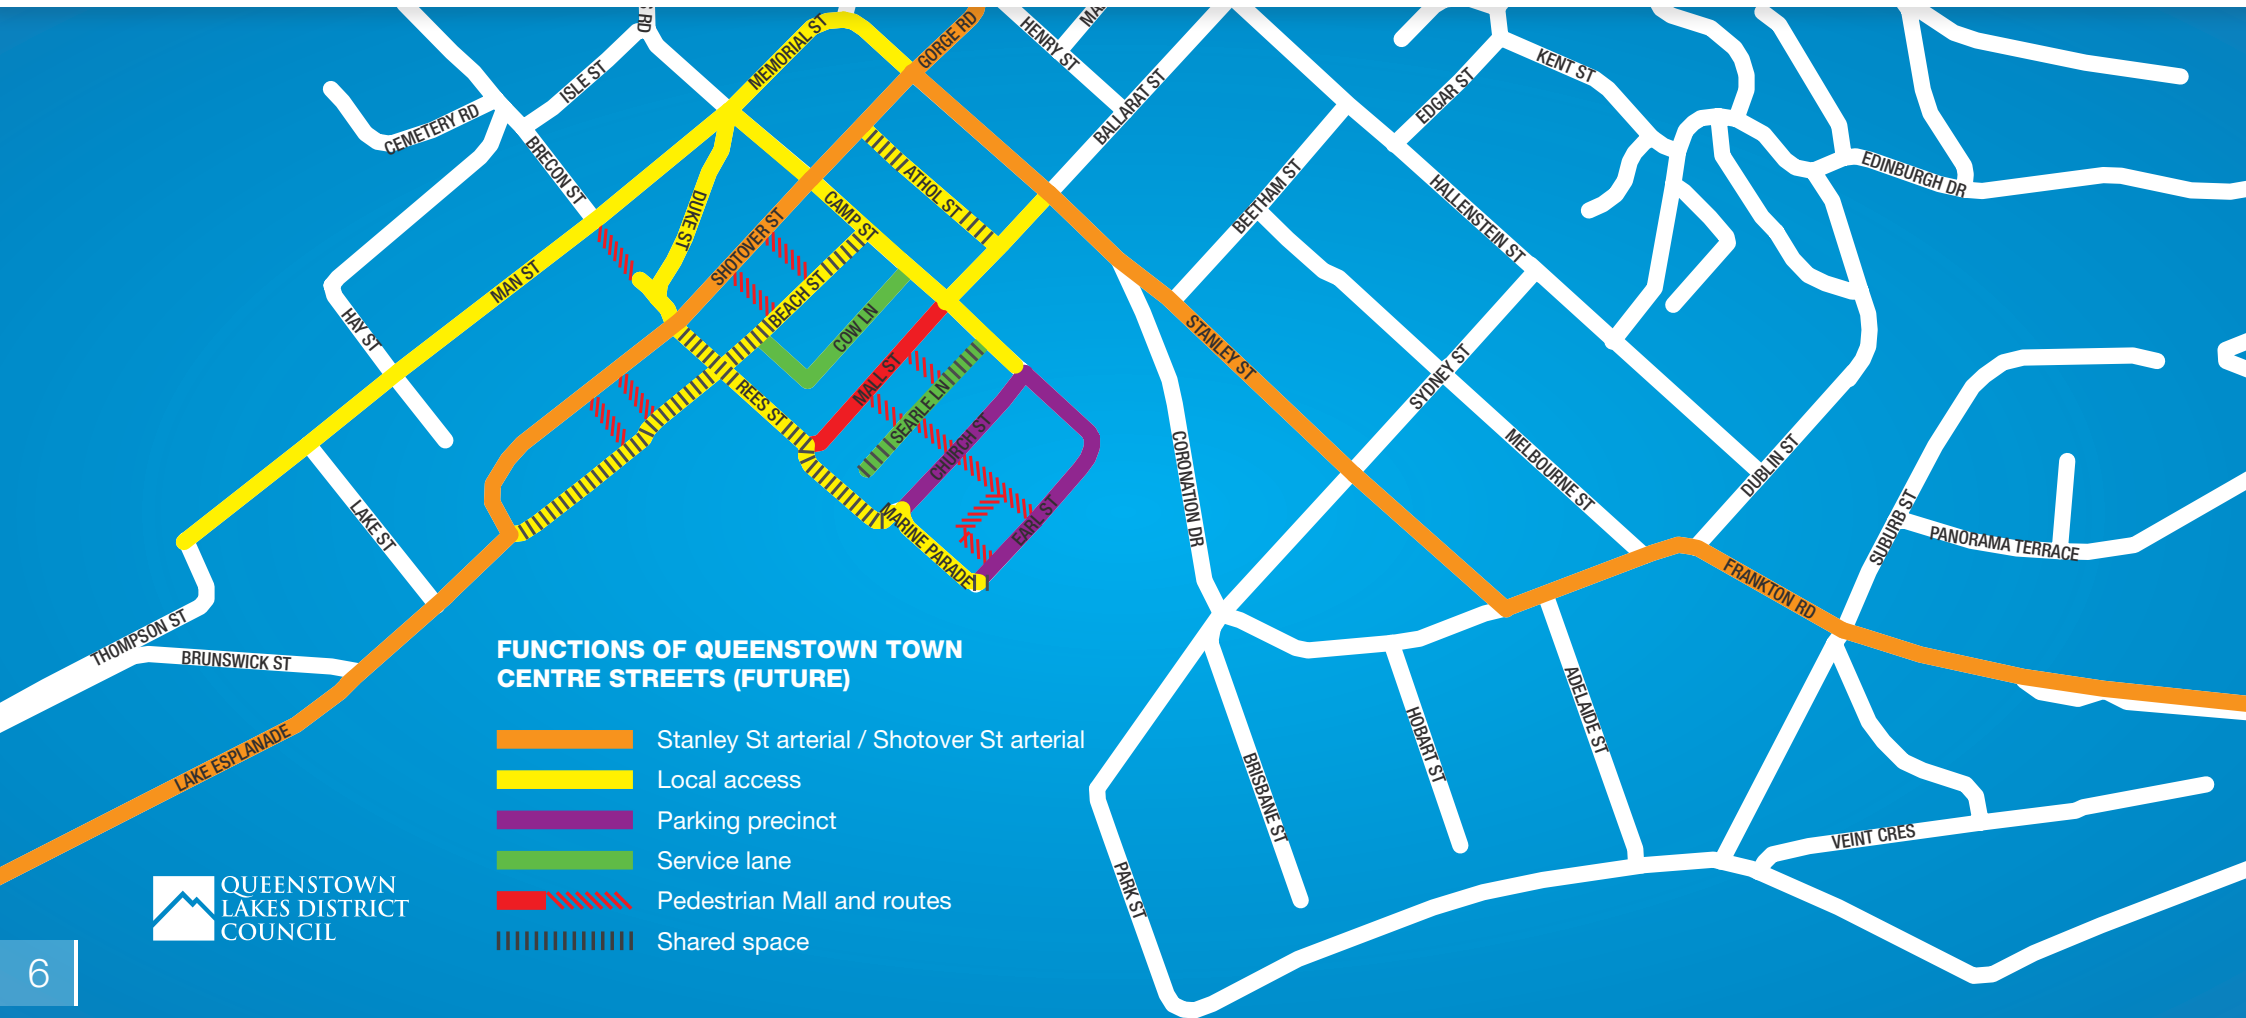 S RD
MEMORIAL ST
GORGE RD
HENRY ST
MA
KENT ST
ISLE ST
EDGAR ST
CEMETERY RD
BALLARAT ST
BRECON ST
EDINBURGH DR
ATHOL ST
BEETHAM ST
HALLENSTEIN ST
DUKE ST
CAMP ST
SHOTOVER ST
MAN ST
BEACH ST
HAY ST
COW LN
STANLEY ST
MALL ST
SYDNEY ST
REES ST
SEARLE LN
CHURCH ST
CORONATION DR
MELBOURNE ST
DUBLIN ST
LAKE ST
EARL ST
MARINE PARADE
SUBURB ST
PANORAMA TERRACE
FRANKTON RD
THOMPSON ST
BRUNSWICK ST
LAKE ESPLANADE
ADELAIDE ST
HOBART ST
BRISBANE ST
VEINT CRES
PARK ST
FUNCTIONS OF QUEENSTOWN TOWN
CENTRE STREETS (FUTURE)
Stanley St arterial / Shotover St arterial
Local access
Parking precinct
Service lane
Pedestrian Mall and routes
Shared space
QUEENSTOWN
LAKES DISTRICT
COUNCIL
6